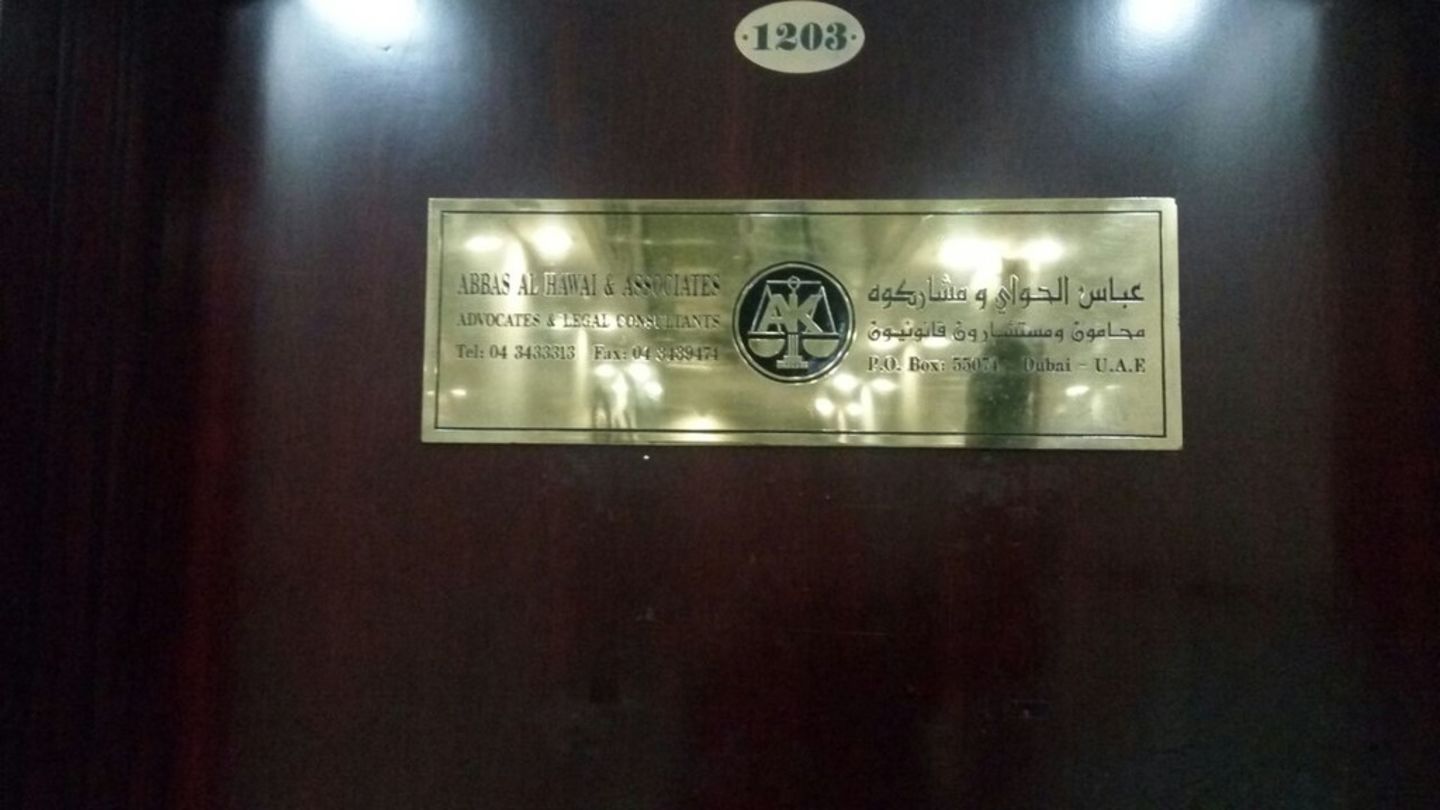 ·1203·
ABBAS AL HAWAI & ASSOCIATES
ADVOCATES & LEGAL CONSULTANTS
Tel: 04 3433313 Fax: 04 3439474
AK
عباس الحواي و مشاركوه
محامون ومستشارون قانونيون
P.O. Box: 55074 - Dubai - U.A.E